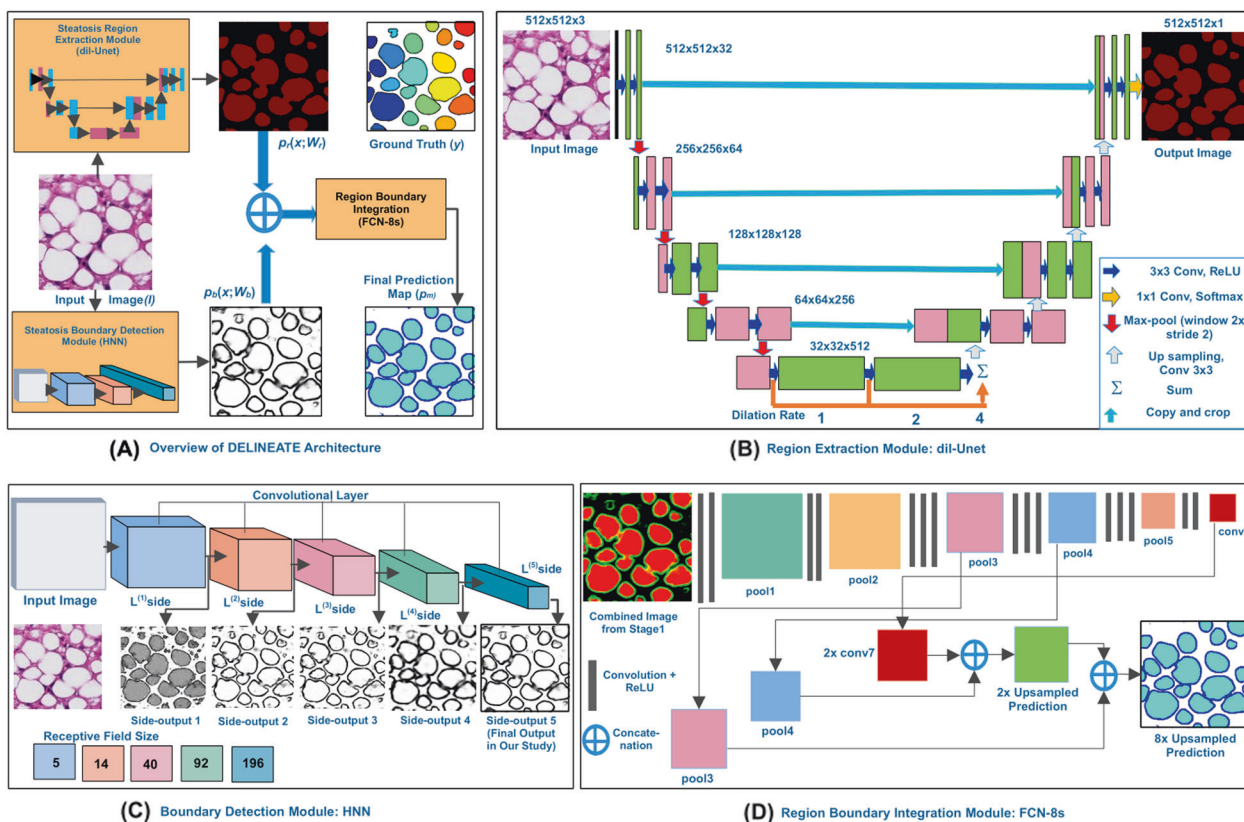 Steatosis Region
Extraction Module
(dil-Unet)
pᵣ(x;Wᵣ)
Ground Truth (y)
Region Boundary
Integration
(FCN-8s)
Input Image(I)
Steatosis Boundary Detection
Module (HNN)
p_b(x;W_b)
Final Prediction
Map (pₘ)
(A) Overview of DELINEATE Architecture
512x512x3
512x512x32
512x512x1
Input Image
Output Image
256x256x64
128x128x128
64x64x256
32x32x512
Σ
Dilation Rate
1
2
4
3x3 Conv, ReLU
1x1 Conv, Softmax
Max-pool (window 2x
stride 2)
Up sampling,
Conv 3x3
Σ Sum
Copy and crop
(B) Region Extraction Module: dil-Unet
Convolutional Layer
Input Image
L⁽¹⁾side
L⁽²⁾side
L⁽³⁾side
L⁽⁴⁾side
L⁽⁵⁾side
Side-output 1
Side-output 2
Side-output 3
Side-output 4
Side-output 5
(Final Output
in Our Study)
Receptive Field Size
5
14
40
92
196
(C) Boundary Detection Module: HNN
Combined Image
from Stage1
pool1
pool2
pool3
pool4
pool5
conv
Convolution +
ReLU
Concate-
nation
2x conv7
pool4
pool3
2x Upsampled
Prediction
8x Upsampled
Prediction
(D) Region Boundary Integration Module: FCN-8s